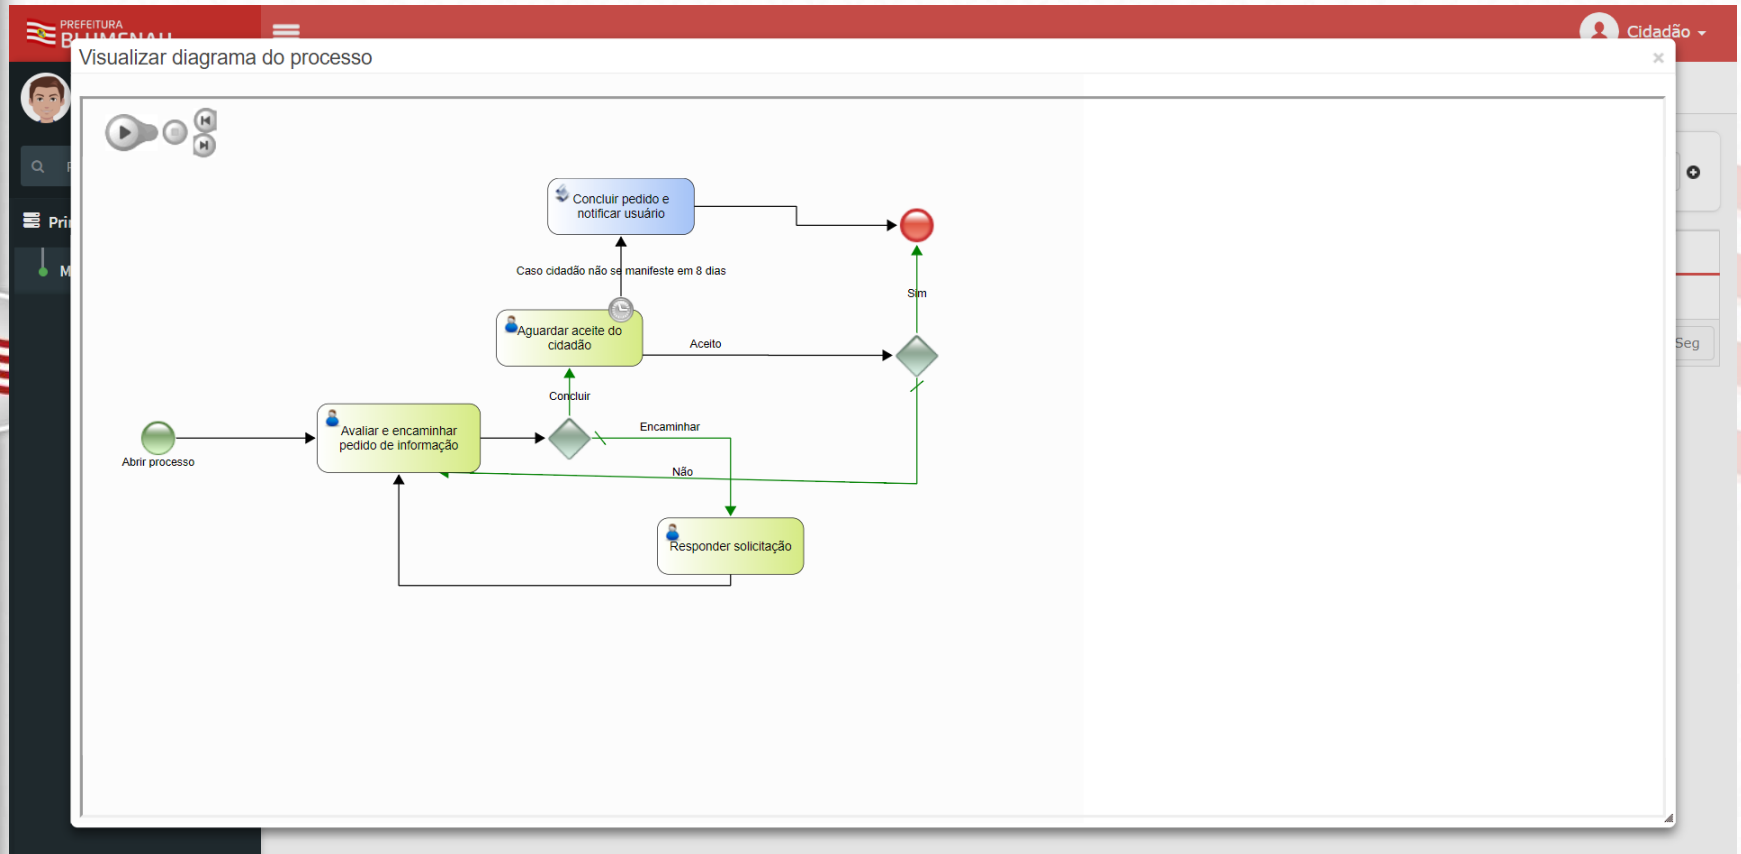 PREFEITURA
BLUMENAU
Cidadão
Visualizar diagrama do processo
×
Concluir pedido e
notificar usuário
Caso cidadão não se manifeste em 8 dias
Sim
Aguardar aceite do
cidadão
Aceito
Seg
Concluir
Avaliar e encaminhar
pedido de informação
Encaminhar
Abrir processo
Não
Responder solicitação